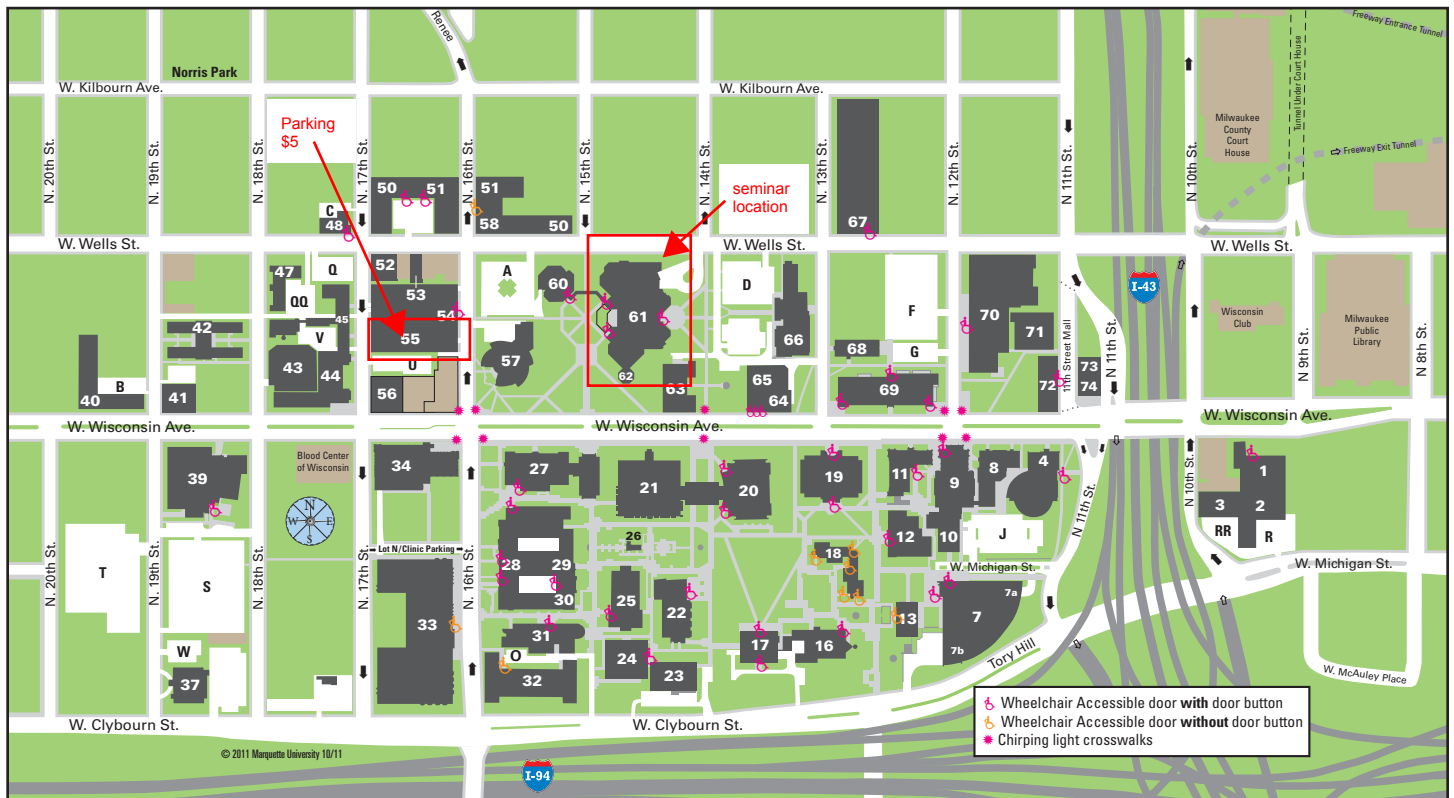 Renee
Freeway Entrance Tunnel
Norris Park
W. Kilbourn Ave.
W. Kilbourn Ave.
Parking
$5
Milwaukee
County
Court
House
Tunnel Under Court House
Freeway Exit Tunnel
N. 20th St.
N. 19th St.
N. 18th St.
N. 17th St.
N. 16th St.
N. 15th St.
N. 14th St.
N. 13th St.
N. 12th St.
N. 11th St.
N. 10th St.
seminar
location
50
51
51
58
50
C
48
67
W. Wells St.
W. Wells St.
W. Wells St.
47
Q
QQ
52
53
54
55
A
60
61
62
D
66
F
70
71
I-43
Wisconsin
Club
Milwaukee
Public
Library
N. 9th St.
N. 8th St.
42
45
V
43
44
U
56
57
63
65
64
68
G
69
72
11th Street Mall
73
74
N 11th St.
40
B
41
W. Wisconsin Ave.
W. Wisconsin Ave.
W. Wisconsin Ave.
39
Blood Center
of Wisconsin
34
27
21
20
19
11
9
8
4
N 10th St.
1
2
3
RR
R
N W E S
N. 20th St.
T
N. 19th St.
S
N. 18th St.
N. 17th St.
Lot N/Clinic Parking
N. 16th St.
28
29
30
26
25
22
18
12
10
J
N 11th St.
W. Michigan St.
W. Michigan St.
33
31
O
32
24
23
17
16
13
7a
7
7b
Tory Hill
W
37
W. McAuley Place
W. Clybourn St.
W. Clybourn St.
Wheelchair Accessible door with door button
Wheelchair Accessible door without door button
Chirping light crosswalks
© 2011 Marquette University 10/11
I-94